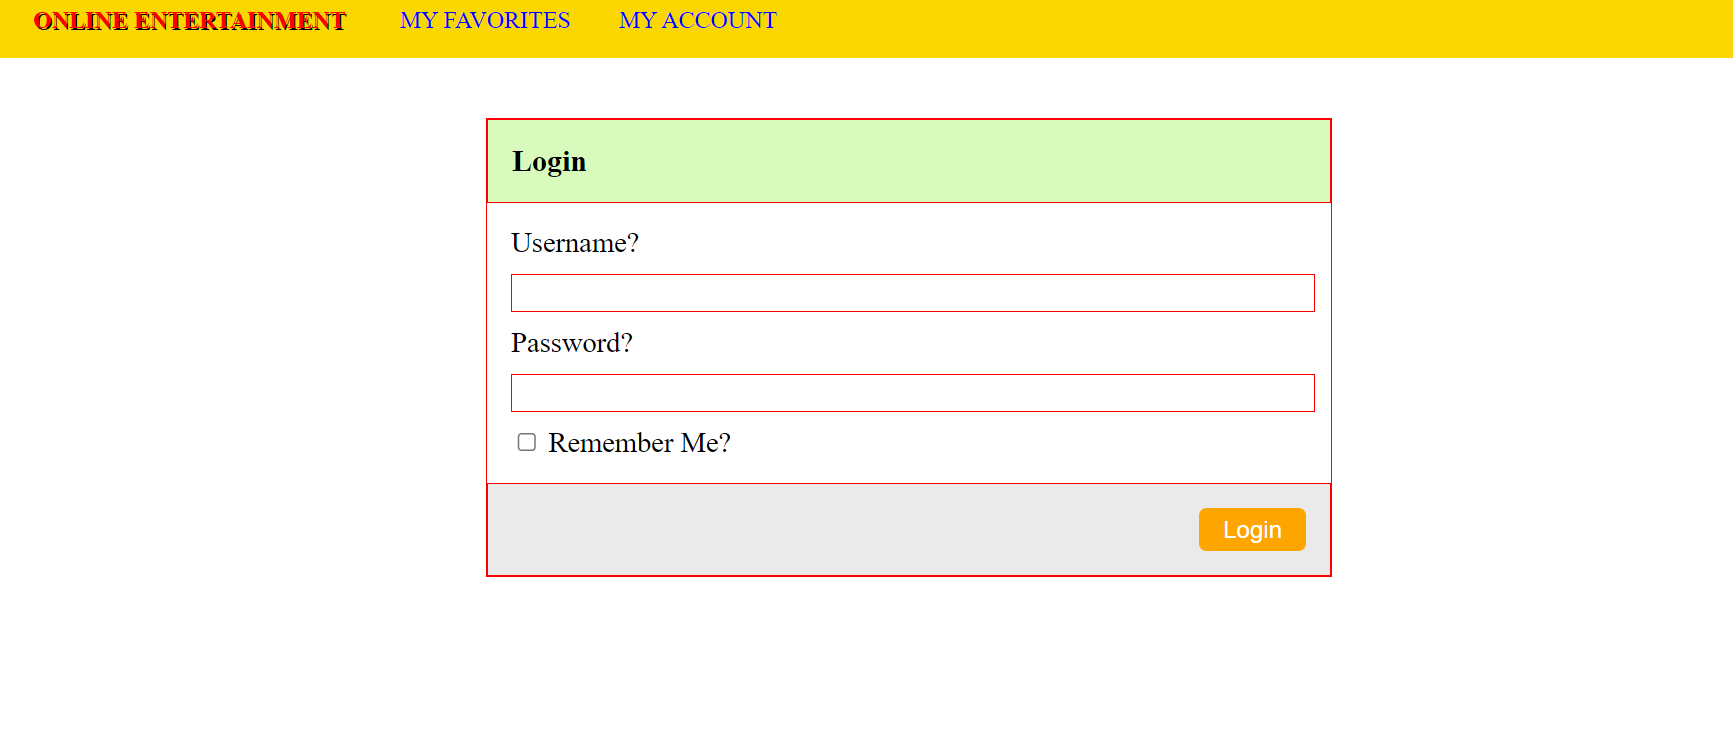 ONLINE ENTERTAINMENT MY FAVORITES MY ACCOUNT
Login
Username?
Password?
Remember Me?
Login